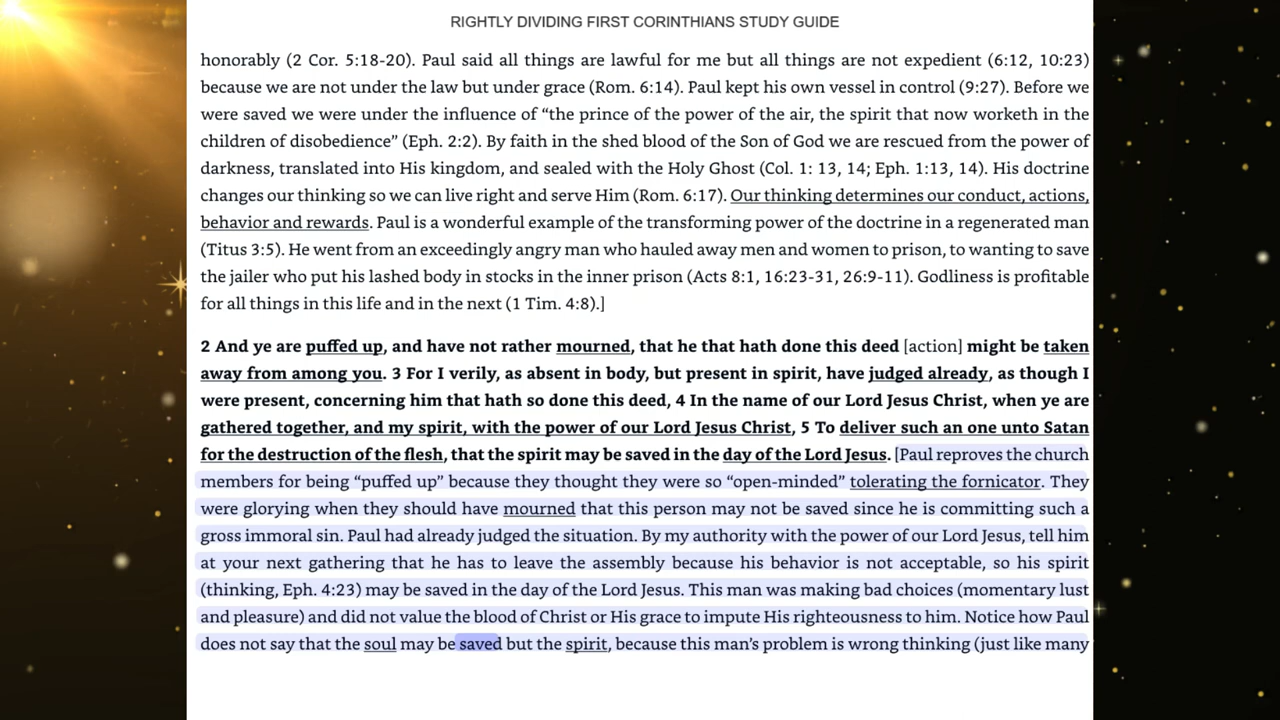 RIGHTLY DIVIDING FIRST CORINTHIANS STUDY GUIDE
honorably (2 Cor. 5:18-20). Paul said all things are lawful for me but all things are not expedient (6:12, 10:23)
because we are not under the law but under grace (Rom. 6:14). Paul kept his own vessel in control (9:27). Before we
were saved we were under the influence of “the prince of the power of the air, the spirit that now worketh in the
children of disobedience” (Eph. 2:2). By faith in the shed blood of the Son of God we are rescued from the power of
darkness, translated into His kingdom, and sealed with the Holy Ghost (Col. 1: 13, 14; Eph. 1:13, 14). His doctrine
changes our thinking so we can live right and serve Him (Rom. 6:17). Our thinking determines our conduct, actions,
behavior and rewards. Paul is a wonderful example of the transforming power of the doctrine in a regenerated man
(Titus 3:5). He went from an exceedingly angry man who hauled away men and women to prison, to wanting to save
the jailer who put his lashed body in stocks in the inner prison (Acts 8:1, 16:23-31, 26:9-11). Godliness is profitable
for all things in this life and in the next (1 Tim. 4:8).]
2 And ye are puffed up, and have not rather mourned, that he that hath done this deed [action] might be taken
away from among you. 3 For I verily, as absent in body, but present in spirit, have judged already, as though I
were present, concerning him that hath so done this deed, 4 In the name of our Lord Jesus Christ, when ye are
gathered together, and my spirit, with the power of our Lord Jesus Christ, 5 To deliver such an one unto Satan
for the destruction of the flesh, that the spirit may be saved in the day of the Lord Jesus. [Paul reproves the church
members for being “puffed up” because they thought they were so “open-minded” tolerating the fornicator. They
were glorying when they should have mourned that this person may not be saved since he is committing such a
gross immoral sin. Paul had already judged the situation. By my authority with the power of our Lord Jesus, tell him
at your next gathering that he has to leave the assembly because his behavior is not acceptable, so his spirit
(thinking, Eph. 4:23) may be saved in the day of the Lord Jesus. This man was making bad choices (momentary lust
and pleasure) and did not value the blood of Christ or His grace to impute His righteousness to him. Notice how Paul
does not say that the soul may be saved but the spirit, because this man’s problem is wrong thinking (just like many